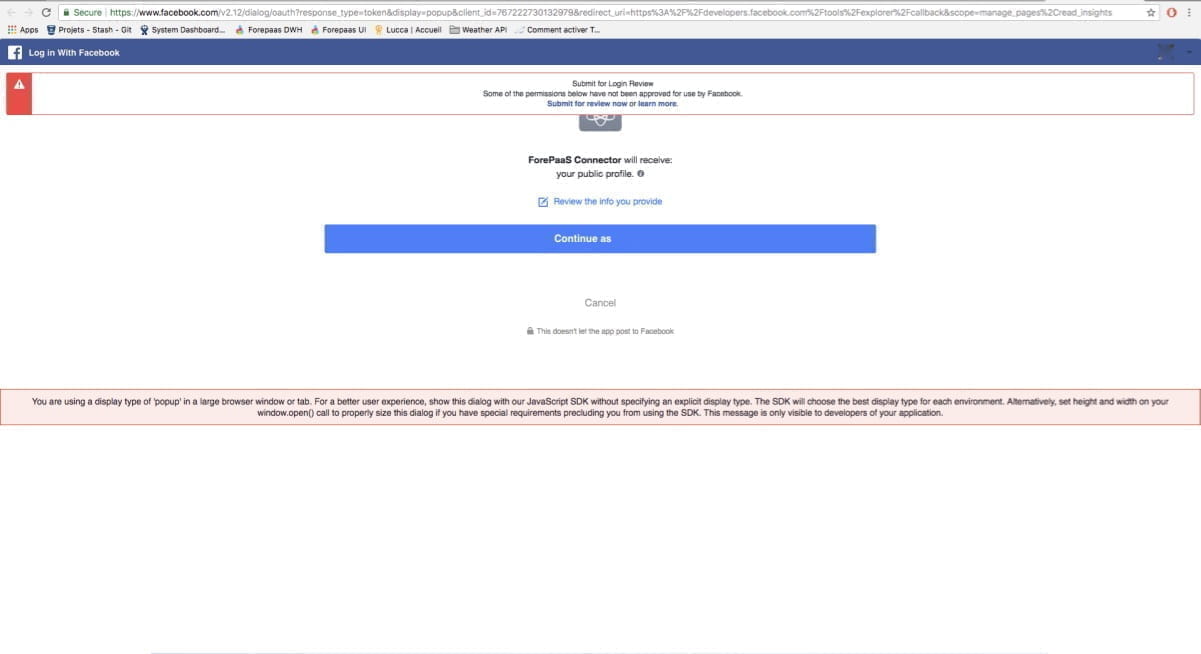 Secure https://www.facebook.com/v2.12/dialog/oauth?response_type=token&display=popup&client_id=767222730132979&redirect_uri=https%3A%2F%2Fdevelopers.facebook.com%2Ftools%2Fexplorer%2Fcallback&scope=manage_pages%2Cread_insights
Apps Projets - Stash - Git System Dashboard... Forepaas DWH Forepaas UI Lucca | Accueil Weather API Comment activer T...
Log in With Facebook
Submit for Login Review
Some of the permissions below have not been approved for use by Facebook.
Submit for review now or learn more.
ForePaaS Connector will receive:
your public profile.
Review the info you provide
Continue as
Cancel
This doesn't let the app post to Facebook
You are using a display type of 'popup' in a large browser window or tab. For a better user experience, show this dialog with our JavaScript SDK without specifying an explicit display type. The SDK will choose the best display type for each environment. Alternatively, set height and width on your
window.open() call to properly size this dialog if you have special requirements precluding you from using the SDK. This message is only visible to developers of your application.